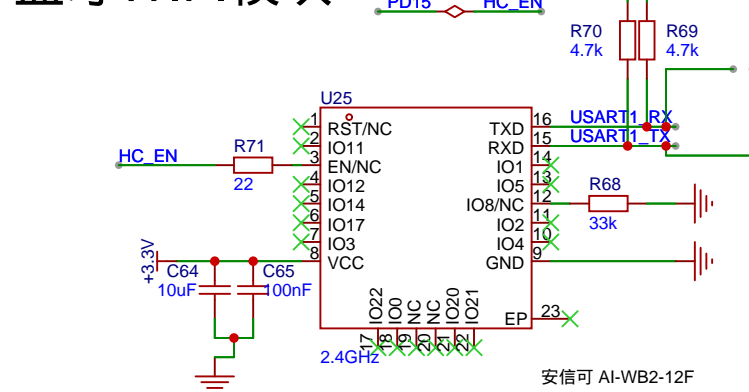 PD15 HC_EN
R70 4.7k
R69 4.7k
U25
HC_EN
R71
22
1 RST/NC
2 IO11
3 EN/NC
4 IO12
5 IO14
6 IO17
7 IO3
8 VCC
16 TXD
15 RXD
14 IO1
13 IO5
12 IO8/NC
11 IO2
10 IO4
9 GND
USART1_RX
USART1_TX
R68
33k
+3.3V
C64
10uF
C65
100nF
17 IO22
18 IO0
19 NC
20 NC
21 IO20
22 IO21
EP 23
2.4GHz
安信可 AI-WB2-12F